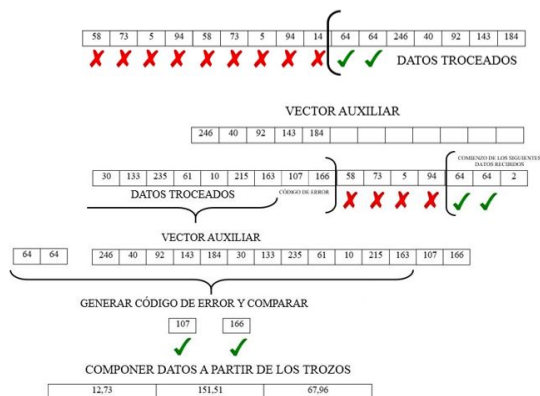 58 73 5 94 58 73 5 94 14 64 64 246 40 92 143 184
DATOS TROCEADOS
VECTOR AUXILIAR
246 40 92 143 184
COMIENZO DE LOS SIGUIENTES
DATOS RECIBIDOS
30 133 235 61 10 215 163 107 166 58 73 5 94 64 64 2
DATOS TROCEADOS
CÓDIGO DE ERROR
VECTOR AUXILIAR
64 64 246 40 92 143 184 30 133 235 61 10 215 163 107 166
GENERAR CÓDIGO DE ERROR Y COMPARAR
107 166
COMPONER DATOS A PARTIR DE LOS TROZOS
12,73 151,51 67,96